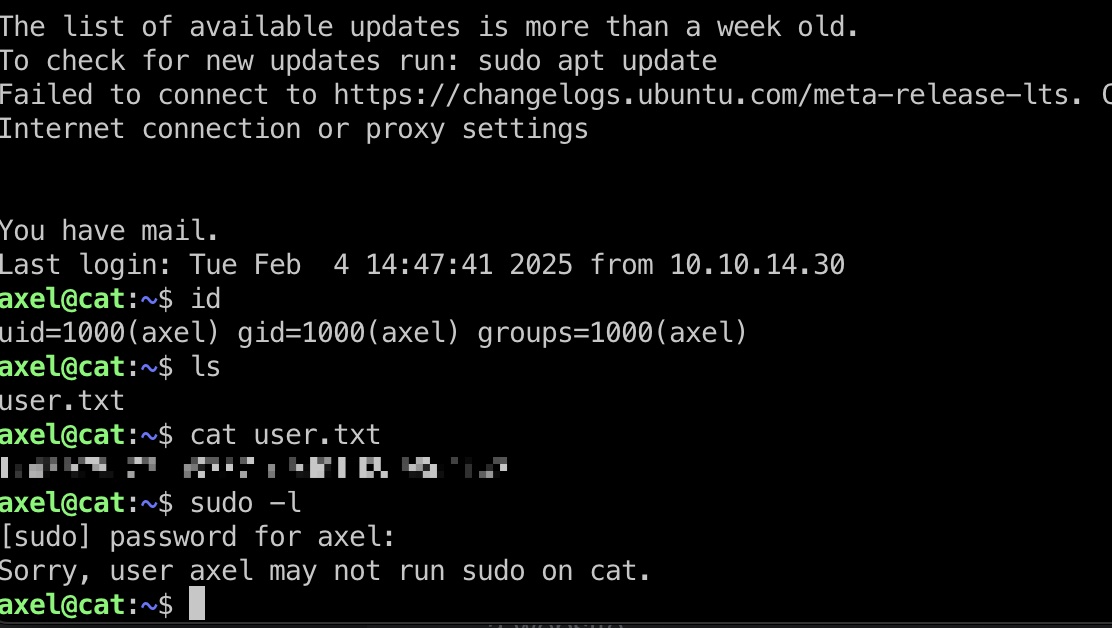 The list of available updates is more than a week old.
To check for new updates run: sudo apt update
Failed to connect to https://changelogs.ubuntu.com/meta-release-lts.
Internet connection or proxy settings
You have mail.
Last login: Tue Feb  4 14:47:41 2025 from 10.10.14.30
axel@cat:~$ id
uid=1000(axel) gid=1000(axel) groups=1000(axel)
axel@cat:~$ ls
user.txt
axel@cat:~$ cat user.txt
axel@cat:~$ sudo -l
[sudo] password for axel:
Sorry, user axel may not run sudo on cat.
axel@cat:~$